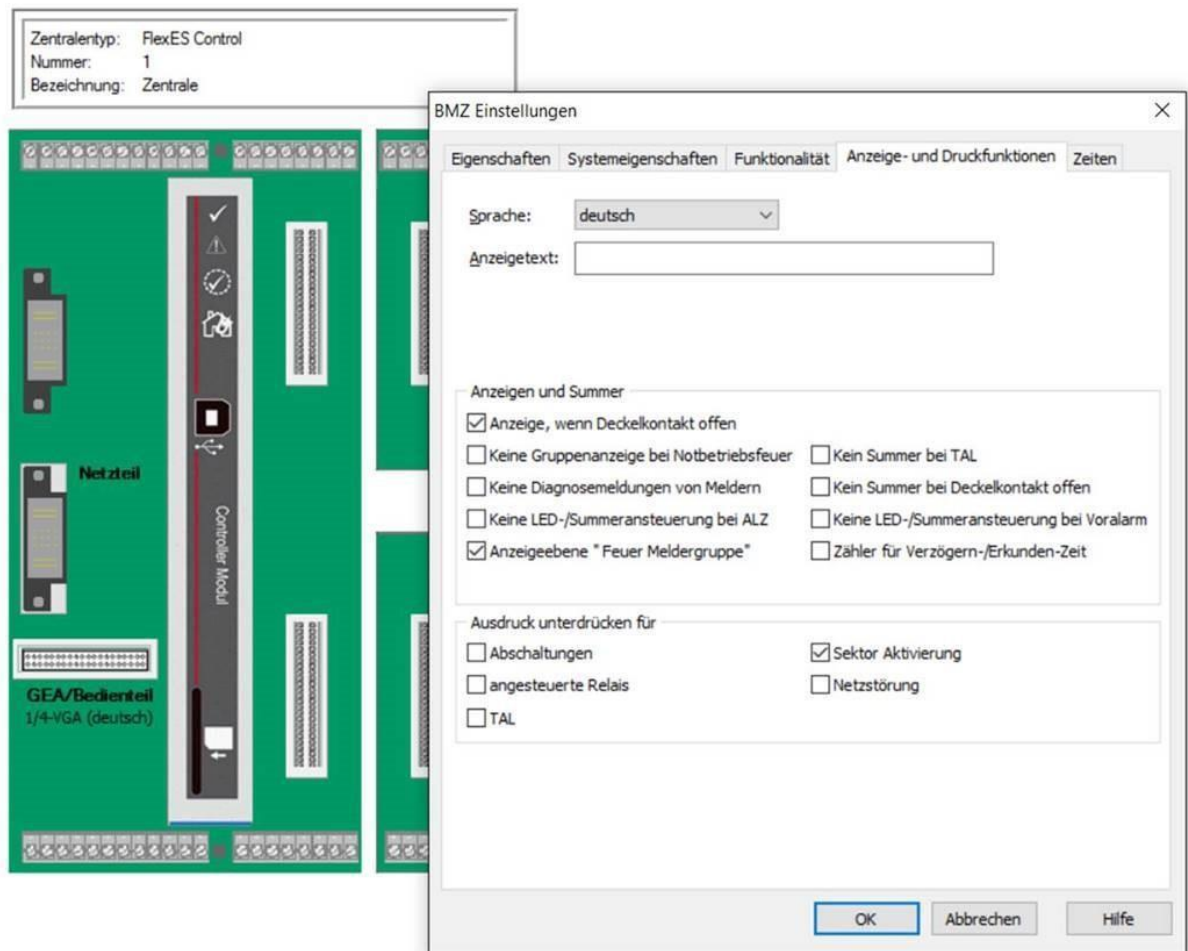 Zentralentyp: FlexES Control
Nummer: 1
Bezeichnung: Zentrale
Netzteil
GEA/Bedienteil
1/4-VGA (deutsch)
Controller Modul
BMZ Einstellungen
Eigenschaften Systemeigenschaften Funktionalität Anzeige- und Druckfunktionen Zeiten
Sprache: deutsch
Anzeigetext:
Anzeigen und Summer
Anzeige, wenn Deckelkontakt offen
Keine Gruppenanzeige bei Notbetriebsfeuer Kein Summer bei TAL
Keine Diagnosemeldungen von Meldern Kein Summer bei Deckelkontakt offen
Keine LED-/Summeransteuerung bei ALZ Keine LED-/Summeransteuerung bei Voralarm
Anzeigeebene " Feuer Meldergruppe" Zähler für Verzögern-/Erkunden-Zeit
Ausdruck unterdrücken für
Abschaltungen Sektor Aktivierung
angesteuerte Relais Netzstörung
TAL
OK Abbrechen Hilfe